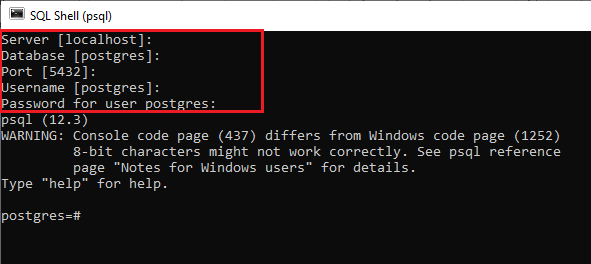 SQL Shell (psql)
Server [localhost]:
Database [postgres]:
Port [5432]:
Username [postgres]:
Password for user postgres:
psql (12.3)
WARNING: Console code page (437) differs from Windows code page (1252)
         8-bit characters might not work correctly. See psql reference
         page "Notes for Windows users" for details.
Type "help" for help.
postgres=#